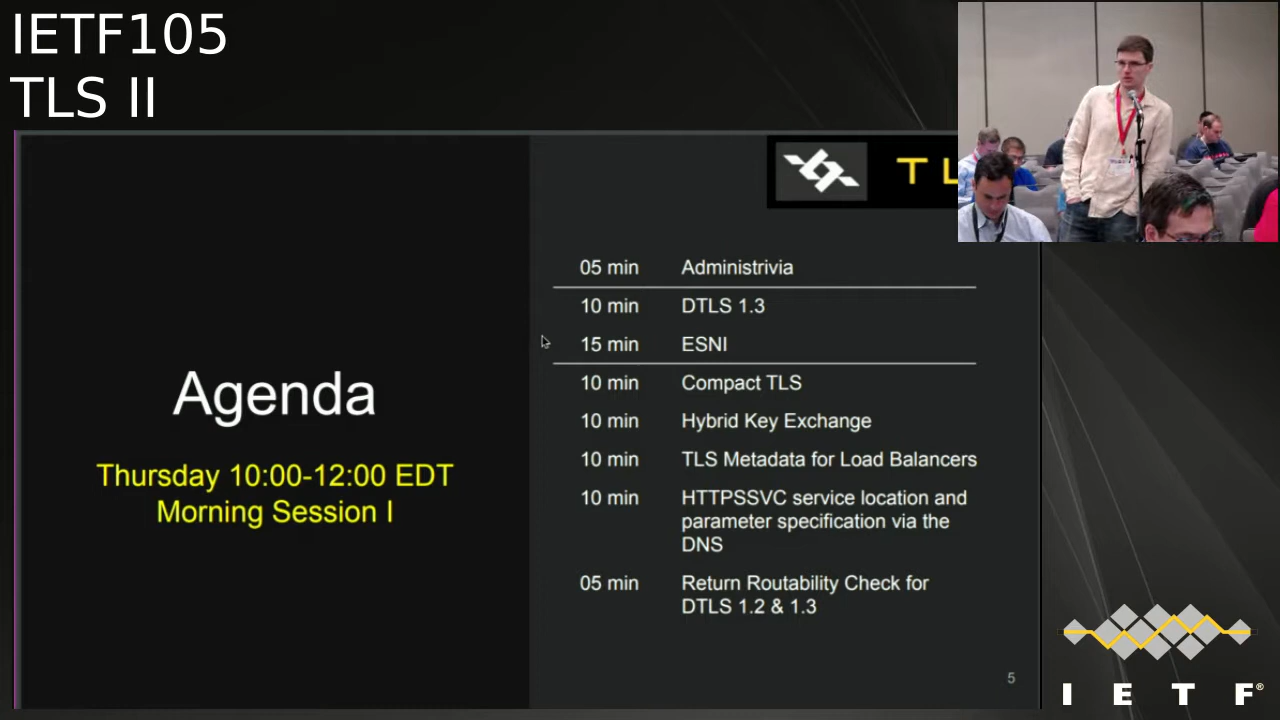 IETF105
TLS II
TL
Agenda
Thursday 10:00-12:00 EDT
Morning Session I
05 min Administrivia
10 min DTLS 1.3
15 min ESNI
10 min Compact TLS
10 min Hybrid Key Exchange
10 min TLS Metadata for Load Balancers
10 min HTTPSSVC service location and
parameter specification via the
DNS
05 min Return Routability Check for
DTLS 1.2 & 1.3
5
I E T F®